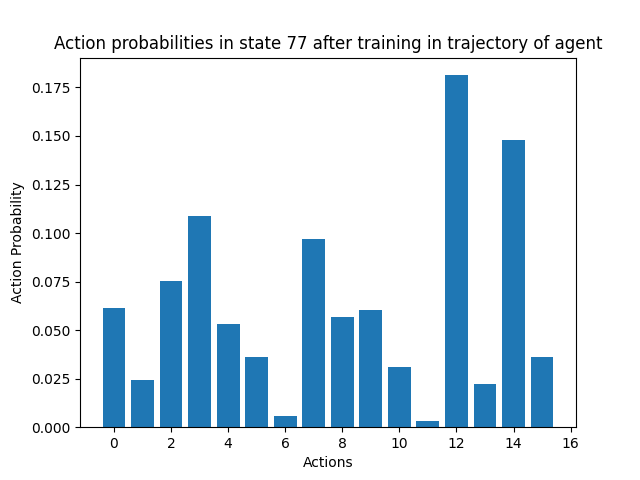 Action probabilities in state 77 after training in trajectory of agent
0.175
0.150
0.125
0.100
0.075
0.050
0.025
0.000
Action Probability
0 2 4 6 8 10 12 14 16
Actions